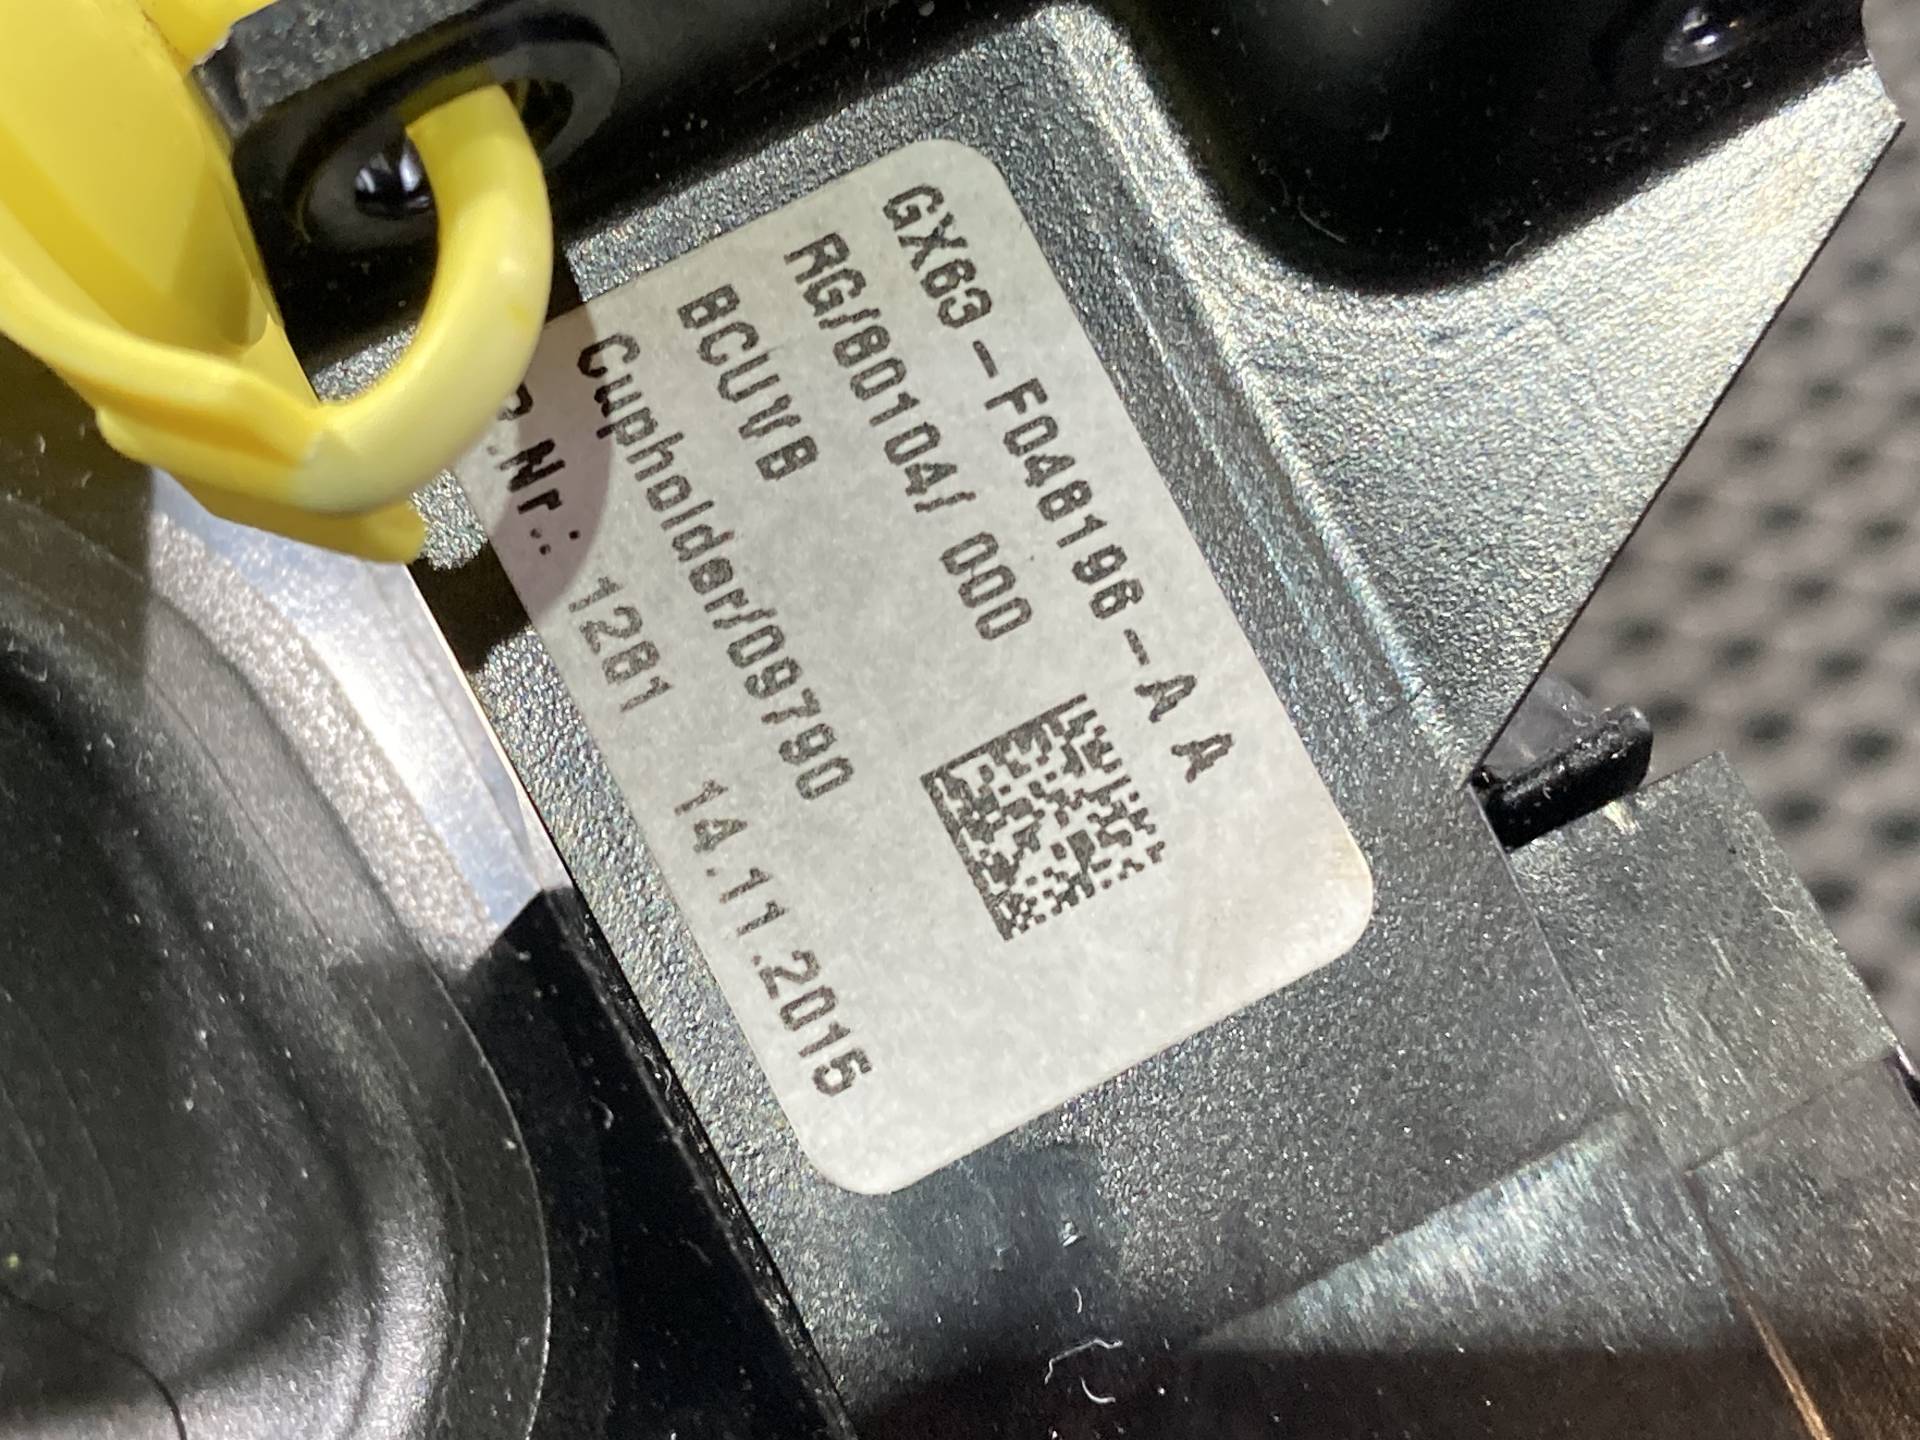 GX63-F048196-AA
RG/80104/ 000
BCUVB
Cupholder/09790
.Nr.: 1281 14.11.2015